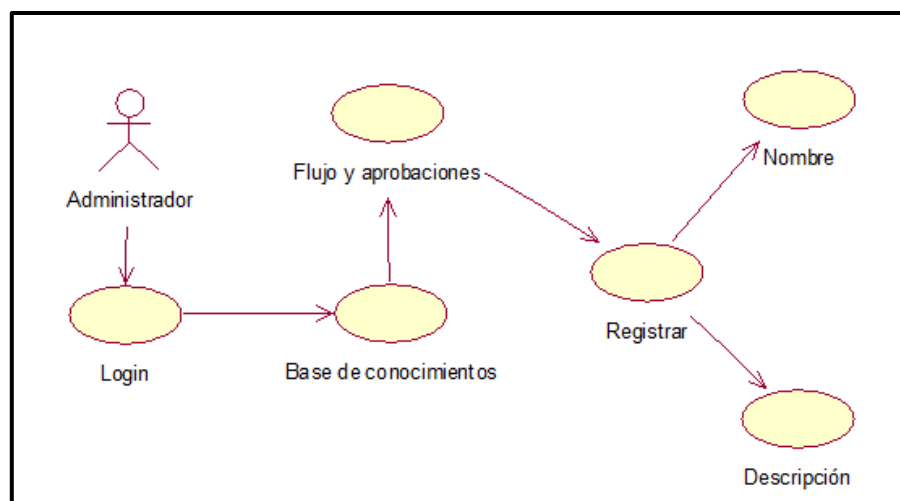 Administrador
Login
Base de conocimientos
Flujo y aprobaciones
Registrar
Nombre
Descripción